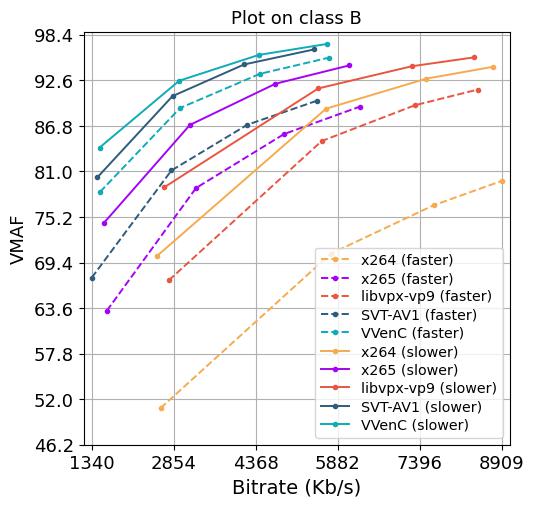 Plot on class B
98.4
92.6
86.8
81.0
75.2
69.4
63.6
57.8
52.0
46.2
VMAF
x264 (faster)
x265 (faster)
libvpx-vp9 (faster)
SVT-AV1 (faster)
VVenC (faster)
x264 (slower)
x265 (slower)
libvpx-vp9 (slower)
SVT-AV1 (slower)
VVenC (slower)
1340 2854 4368 5882 7396 8909
Bitrate (Kb/s)